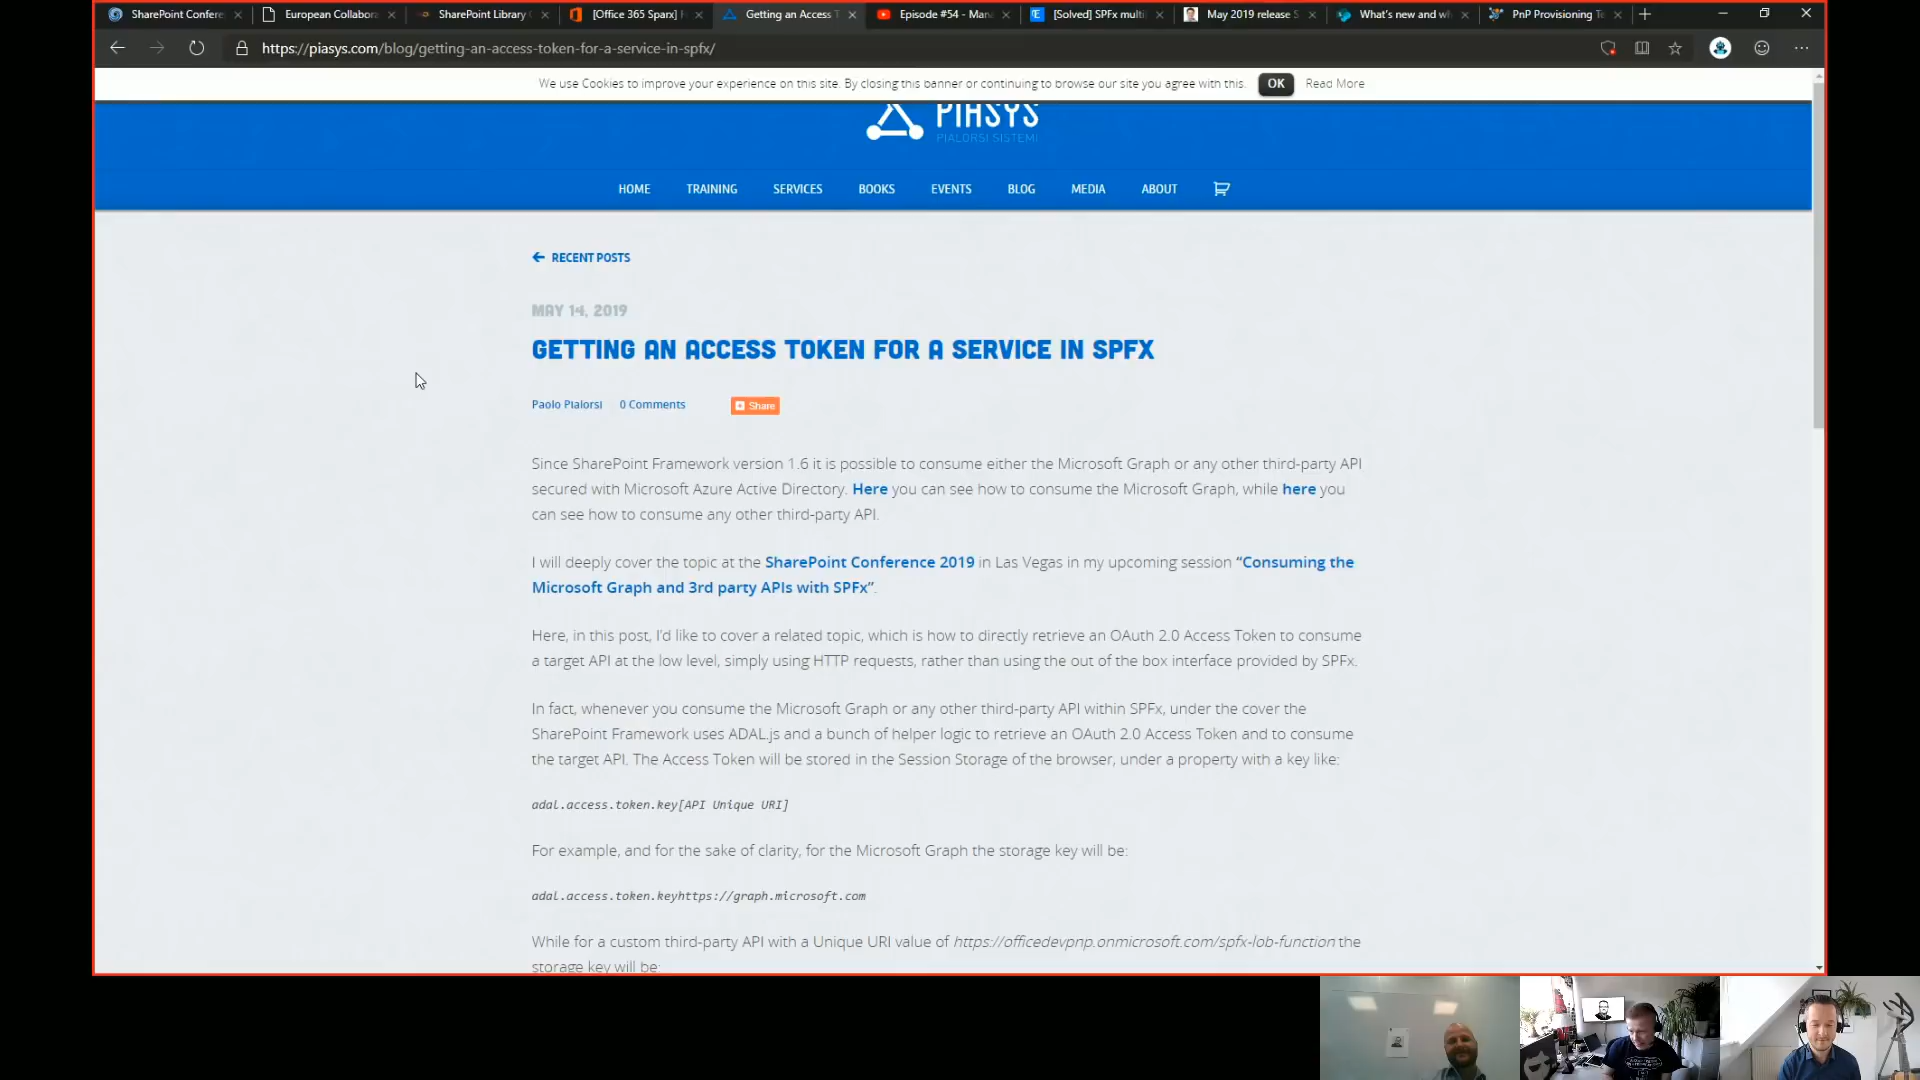 SharePoint Confere
European Collabora
SharePoint Library
[Office 365 Sparx]
Getting an Access T
Episode #54 - Man
[Solved] SPFx multi
May 2019 release
What's new and wh
PnP Provisioning
https://piasys.com/blog/getting-an-access-token-for-a-service-in-spfx/
We use Cookies to improve your experience on this site. By closing this banner or continuing to browse our site you agree with this. OK Read More
PIASYS
PIALORSI SISTEMI
HOME TRAINING SERVICES BOOKS EVENTS BLOG MEDIA ABOUT
RECENT POSTS
MAY 14, 2019
GETTING AN ACCESS TOKEN FOR A SERVICE IN SPFX
Paolo Pialorsi 0 Comments Share
Since SharePoint Framework version 1.6 it is possible to consume either the Microsoft Graph or any other third-party API
secured with Microsoft Azure Active Directory. Here you can see how to consume the Microsoft Graph, while here you
can see how to consume any other third-party API.
I will deeply cover the topic at the SharePoint Conference 2019 in Las Vegas in my upcoming session “Consuming the
Microsoft Graph and 3rd party APIs with SPFx”.
Here, in this post, I’d like to cover a related topic, which is how to directly retrieve an OAuth 2.0 Access Token to consume
a target API at the low level, simply using HTTP requests, rather than using the out of the box interface provided by SPFx.
In fact, whenever you consume the Microsoft Graph or any other third-party API within SPFx, under the cover the
SharePoint Framework uses ADAL.js and a bunch of helper logic to retrieve an OAuth 2.0 Access Token and to consume
the target API. The Access Token will be stored in the Session Storage of the browser, under a property with a key like:
adal.access.token.key[API Unique URI]
For example, and for the sake of clarity, for the Microsoft Graph the storage key will be:
adal.access.token.keyhttps://graph.microsoft.com
While for a custom third-party API with a Unique URI value of https://officedevpnp.onmicrosoft.com/spfx-lob-function the
storage key will be: